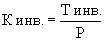 К инв. = Т инв.
Р